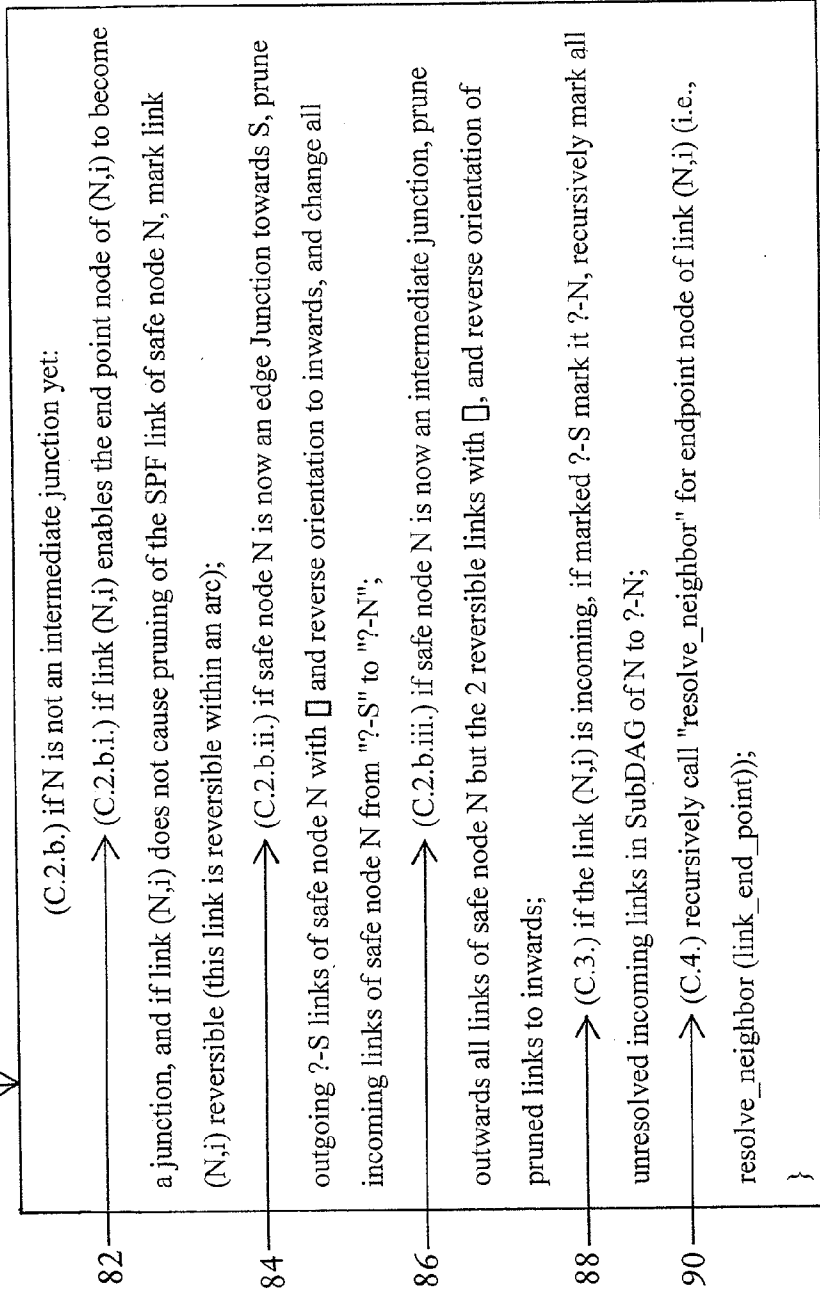 (C.2.b.) if N is not an intermediate junction yet:
82 (C.2.b.i.) if link (N,i) enables the end point node of (N,i) to become
a junction, and if link (N,i) does not cause pruning of the SPF link of safe node N, mark link
(N,i) reversible (this link is reversible within an arc);
84 (C.2.b.ii.) if safe node N is now an edge Junction towards S, prune
outgoing ?-S links of safe node N with [] and reverse orientation to inwards, and change all
incoming links of safe node N from "?-S" to "?-N";
86 (C.2.b.iii.) if safe node N is now an intermediate junction, prune
outwards all links of safe node N but the 2 reversible links with [], and reverse orientation of
pruned links to inwards;
88 (C.3.) if the link (N,i) is incoming, if marked ?-S mark it ?-N, recursively mark all
unresolved incoming links in SubDAG of N to ?-N;
90 (C.4.) recursively call "resolve_neighbor" for endpoint node of link (N,i) (i.e.,
resolve_neighbor (link_end_point));
}